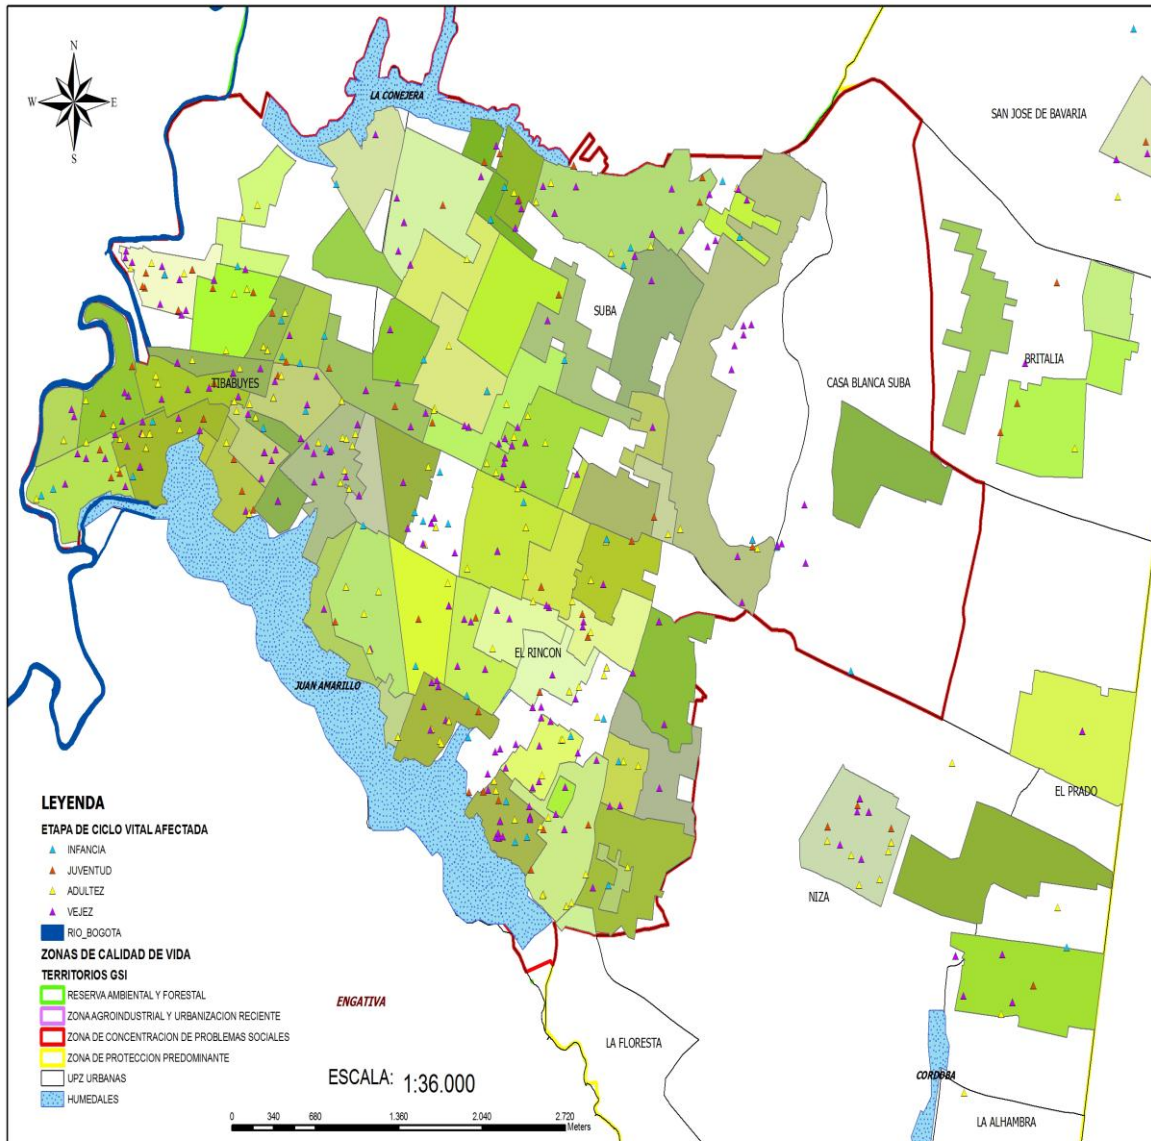 N
W
E
S
LA CONEJERA
SAN JOSE DE BAVARIA
SUBA
BRITALIA
TIBABUYES
CASA BLANCA SUBA
EL RINCON
JUAN AMARILLO
EL PRADO
NIZA
LEYENDA
ETAPA DE CICLO VITAL AFECTADA
INFANCIA
JUVENTUD
ADULTEZ
VEJEZ
RIO_BOGOTA
ZONAS DE CALIDAD DE VIDA
TERRITORIOS GSI
RESERVA AMBIENTAL Y FORESTAL
ZONA AGROINDUSTRIAL Y URBANIZACION RECIENTE
ZONA DE CONCENTRACION DE PROBLEMAS SOCIALES
ZONA DE PROTECCION PREDOMINANTE
UPZ URBANAS
HUMEDALES
ENGATIVA
LA FLORESTA
CORDOBA
LA ALHAMBRA
ESCALA: 1:36.000
0 340 680 1.360 2.040 2.720
Meters